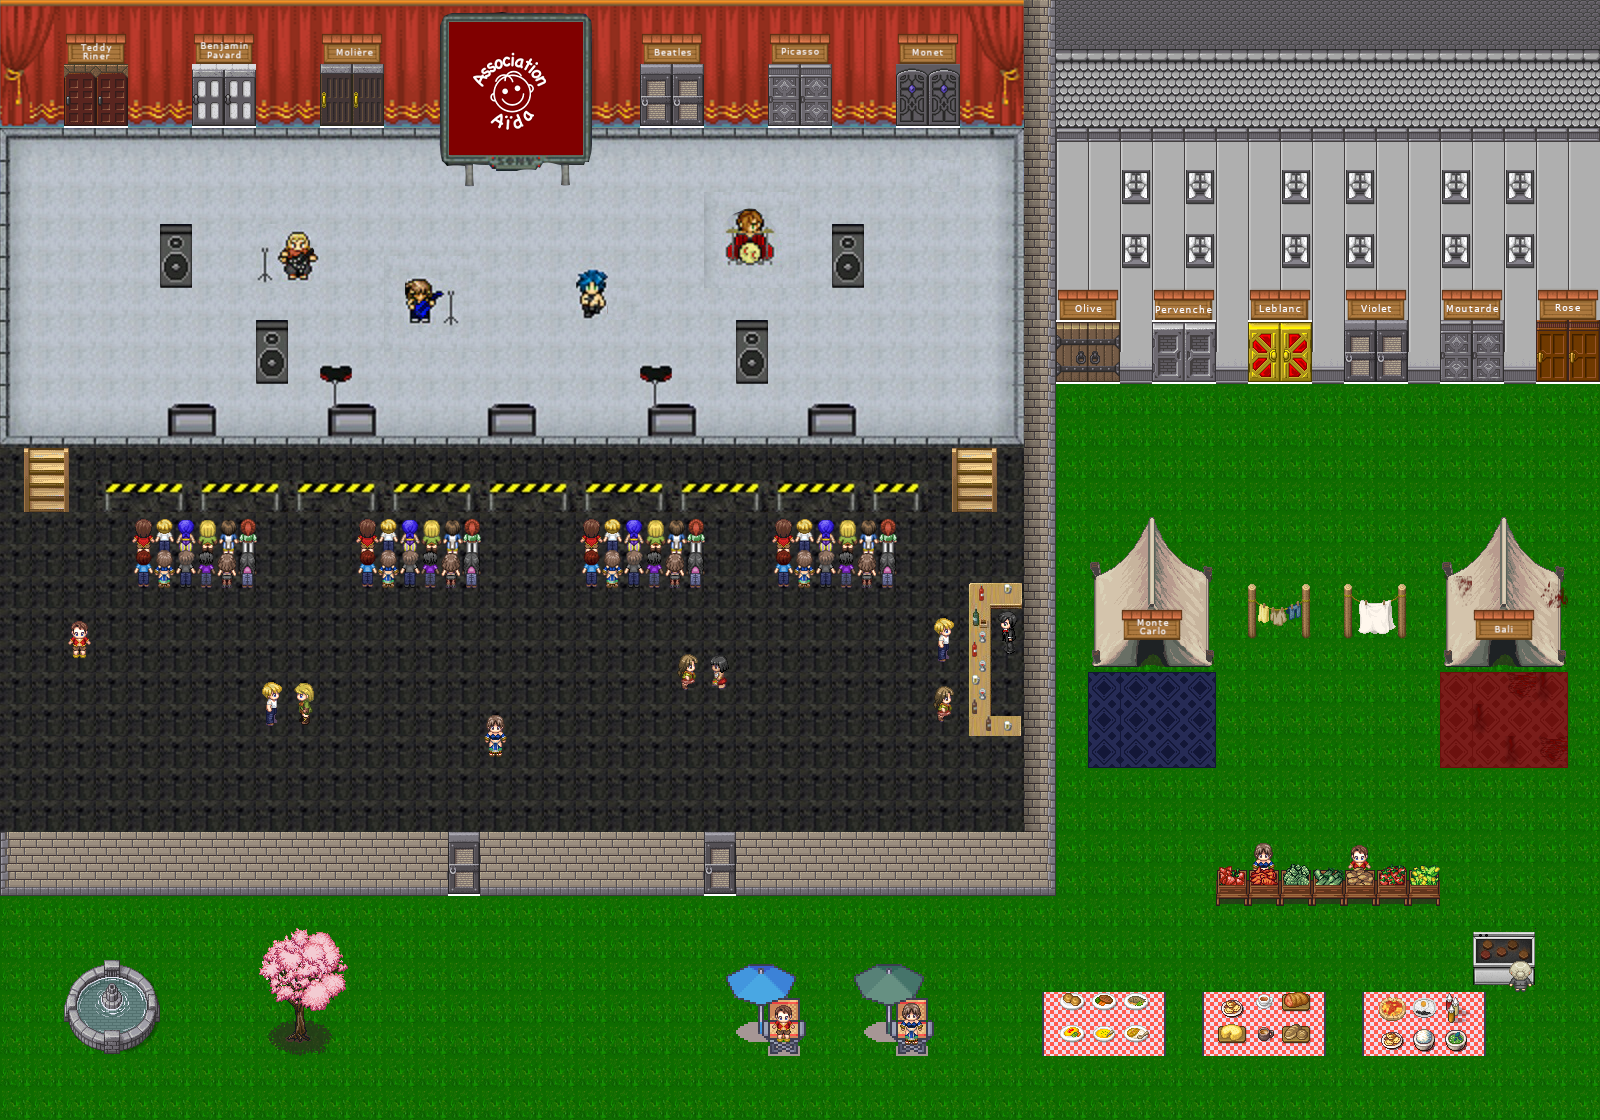 Teddy
Riner
Benjamin
Pavard
Molière
Association
Aïda
SONY
Beatles
Picasso
Monet
Olive
Pervenche
Leblanc
Violet
Moutarde
Rose
Monte
Carlo
Bali